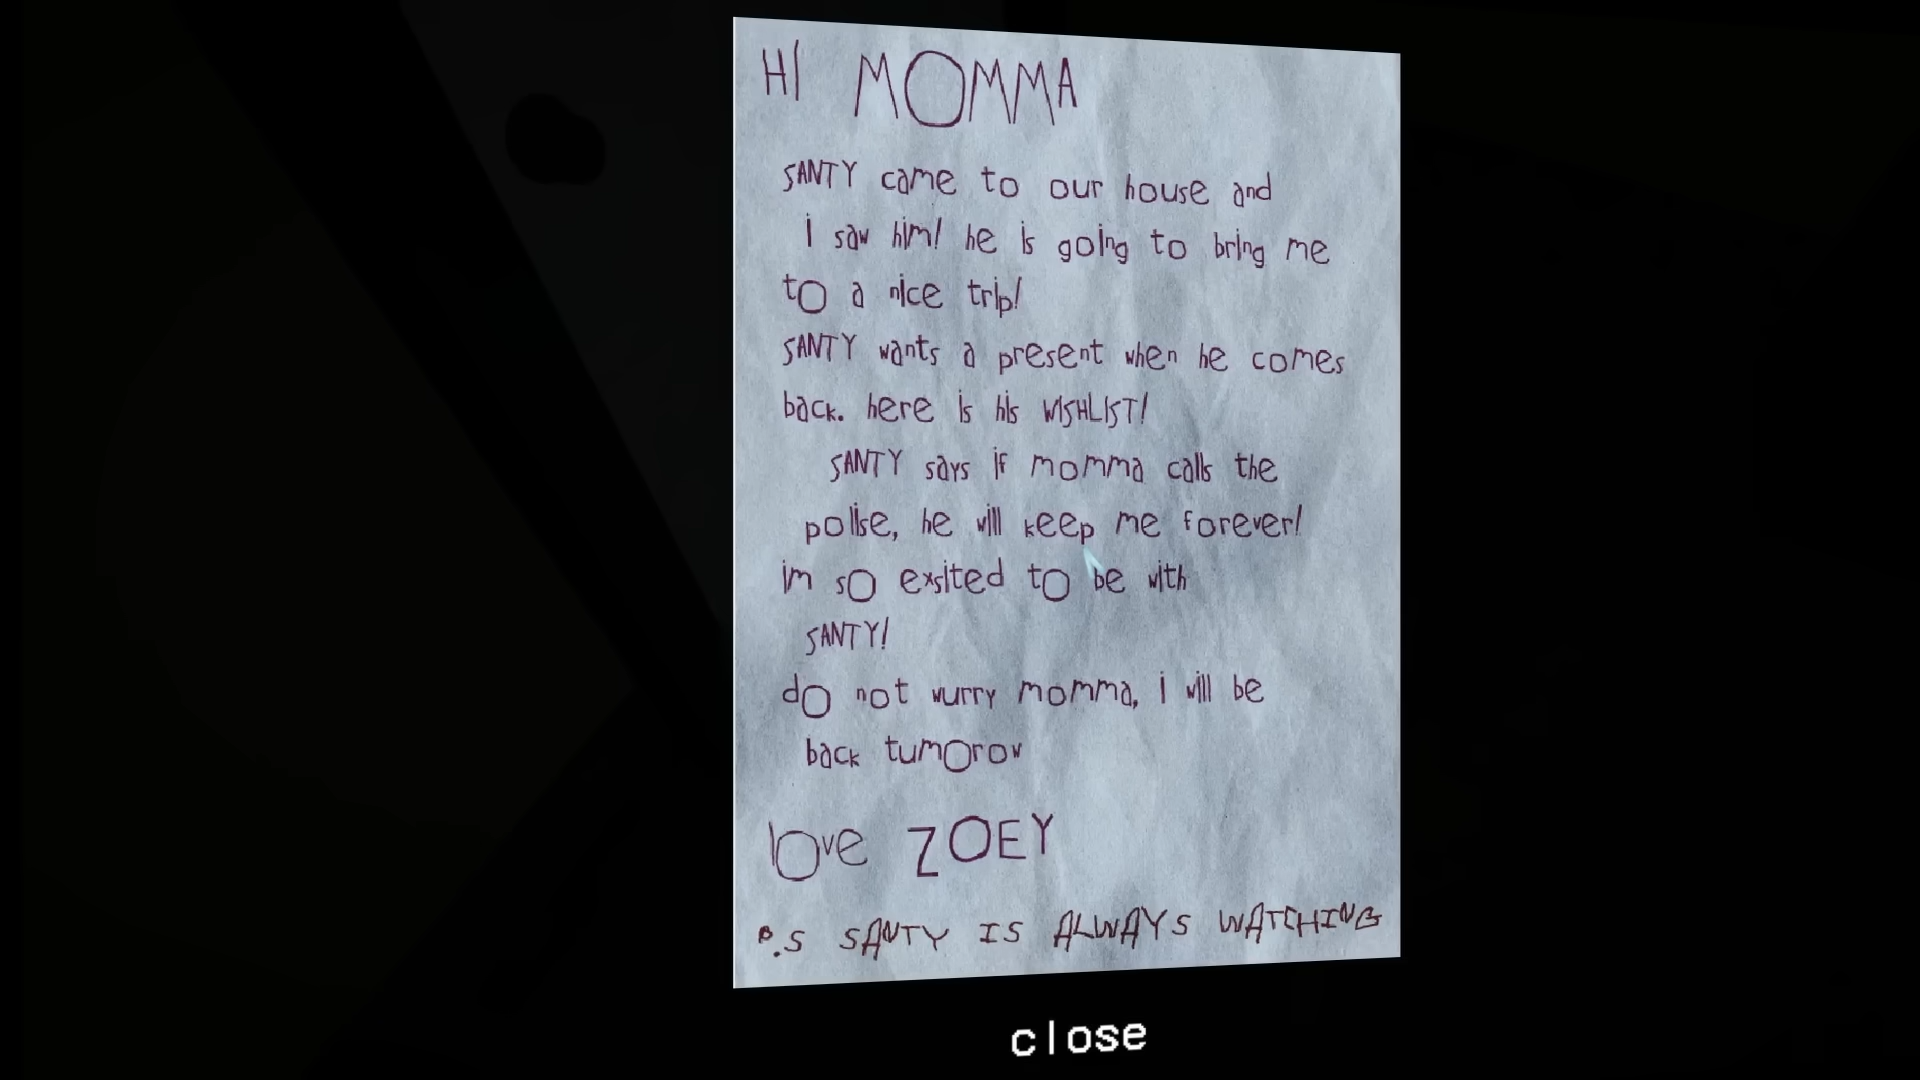 HI MOMMA
SANTY came to our house and
i saw him! he is going to bring me
to a nice trip!
SANTY wants a present when he comes
back. here is his WISHLIST!
SANTY says if momma calls the
polise, he will keep me forever!
im so exsited to be with
SANTY!
do not wurry momma, i will be
back tumorow
love ZOEY
P.S SANTY IS ALWAYS WATCHING
close